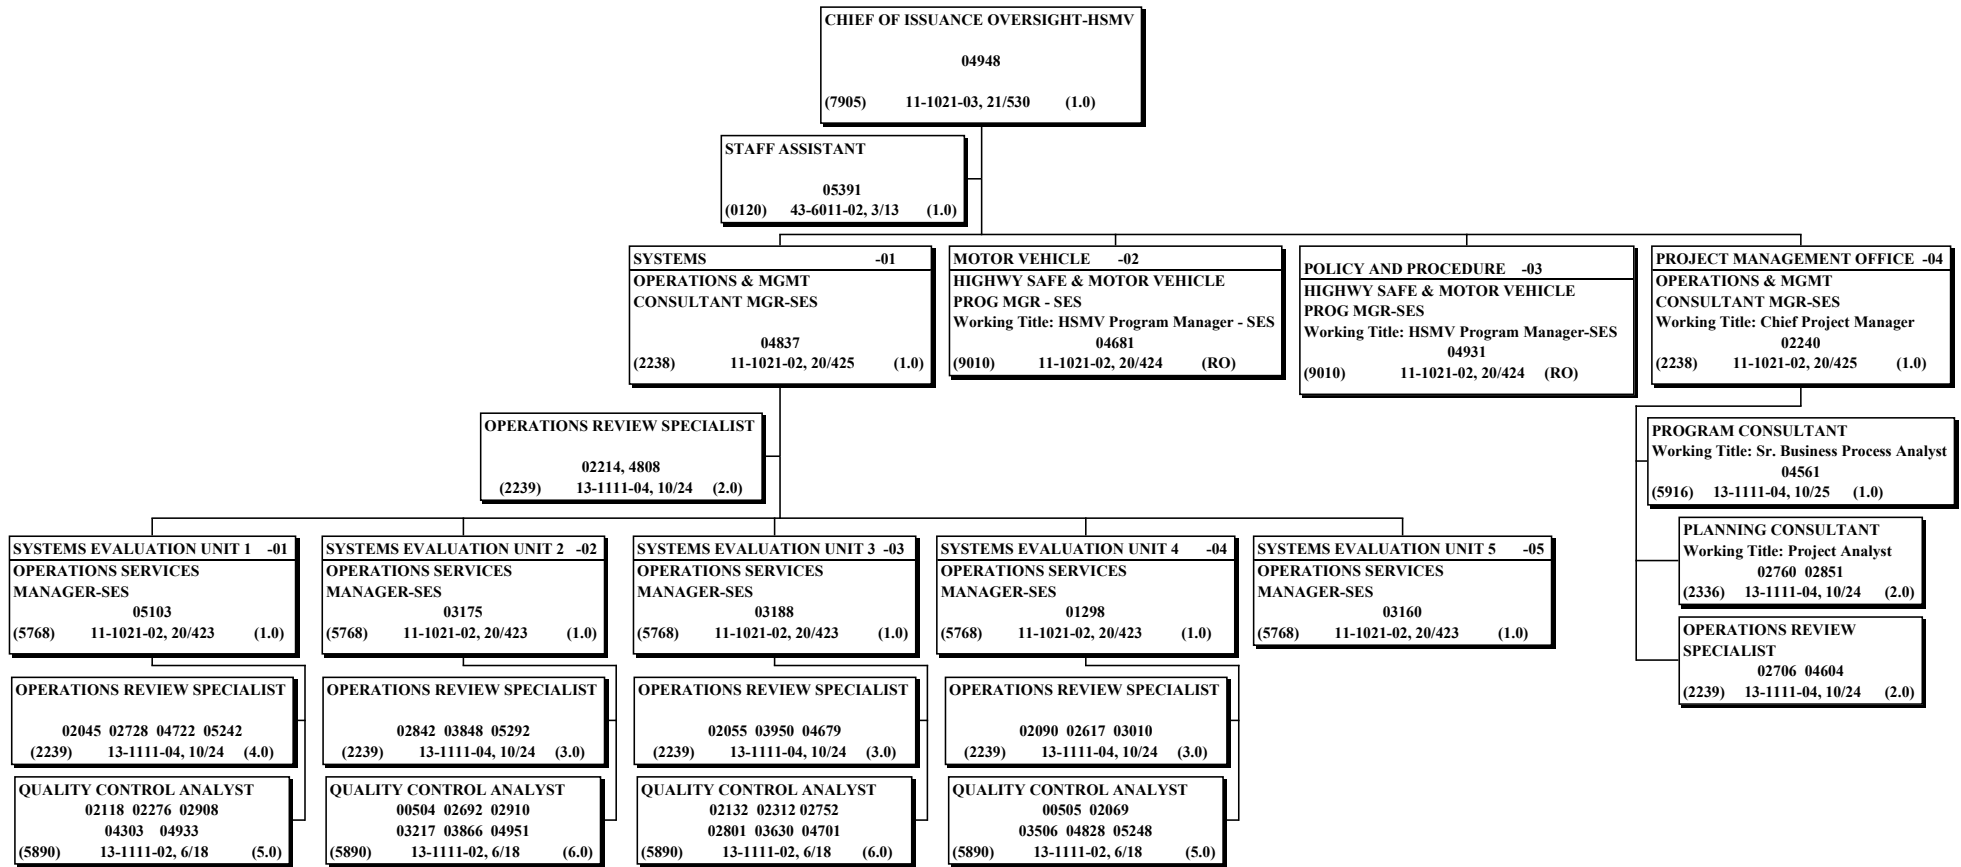 CHIEF OF ISSUANCE OVERSIGHT-HSMV
04948
(7905) 11-1021-03, 21/530 (1.0)
STAFF ASSISTANT
05391
(0120) 43-6011-02, 3/13 (1.0)
SYSTEMS -01
OPERATIONS & MGMT
CONSULTANT MGR-SES
04837
(2238) 11-1021-02, 20/425 (1.0)
MOTOR VEHICLE -02
HIGHWY SAFE & MOTOR VEHICLE
PROG MGR - SES
Working Title: HSMV Program Manager - SES
04681
(9010) 11-1021-02, 20/424 (RO)
POLICY AND PROCEDURE -03
HIGHWY SAFE & MOTOR VEHICLE
PROG MGR-SES
Working Title: HSMV Program Manager-SES
04931
(9010) 11-1021-02, 20/424 (RO)
PROJECT MANAGEMENT OFFICE -04
OPERATIONS & MGMT
CONSULTANT MGR-SES
Working Title: Chief Project Manager
02240
(2238) 11-1021-02, 20/425 (1.0)
OPERATIONS REVIEW SPECIALIST
02214, 4808
(2239) 13-1111-04, 10/24 (2.0)
PROGRAM CONSULTANT
Working Title: Sr. Business Process Analyst
04561
(5916) 13-1111-04, 10/25 (1.0)
PLANNING CONSULTANT
Working Title: Project Analyst
02760 02851
(2336) 13-1111-04, 10/24 (2.0)
OPERATIONS REVIEW
SPECIALIST
02706 04604
(2239) 13-1111-04, 10/24 (2.0)
SYSTEMS EVALUATION UNIT 1 -01
OPERATIONS SERVICES
MANAGER-SES
05103
(5768) 11-1021-02, 20/423 (1.0)
OPERATIONS REVIEW SPECIALIST
02045 02728 04722 05242
(2239) 13-1111-04, 10/24 (4.0)
QUALITY CONTROL ANALYST
02118 02276 02908
04303 04933
(5890) 13-1111-02, 6/18 (5.0)
SYSTEMS EVALUATION UNIT 2 -02
OPERATIONS SERVICES
MANAGER-SES
03175
(5768) 11-1021-02, 20/423 (1.0)
OPERATIONS REVIEW SPECIALIST
02842 03848 05292
(2239) 13-1111-04, 10/24 (3.0)
QUALITY CONTROL ANALYST
00504 02692 02910
03217 03866 04951
(5890) 13-1111-02, 6/18 (6.0)
SYSTEMS EVALUATION UNIT 3 -03
OPERATIONS SERVICES
MANAGER-SES
03188
(5768) 11-1021-02, 20/423 (1.0)
OPERATIONS REVIEW SPECIALIST
02055 03950 04679
(2239) 13-1111-04, 10/24 (3.0)
QUALITY CONTROL ANALYST
02132 02312 02752
02801 03630 04701
(5890) 13-1111-02, 6/18 (6.0)
SYSTEMS EVALUATION UNIT 4 -04
OPERATIONS SERVICES
MANAGER-SES
01298
(5768) 11-1021-02, 20/423 (1.0)
OPERATIONS REVIEW SPECIALIST
02090 02617 03010
(2239) 13-1111-04, 10/24 (3.0)
QUALITY CONTROL ANALYST
00505 02069
03506 04828 05248
(5890) 13-1111-02, 6/18 (5.0)
SYSTEMS EVALUATION UNIT 5 -05
OPERATIONS SERVICES
MANAGER-SES
03160
(5768) 11-1021-02, 20/423 (1.0)